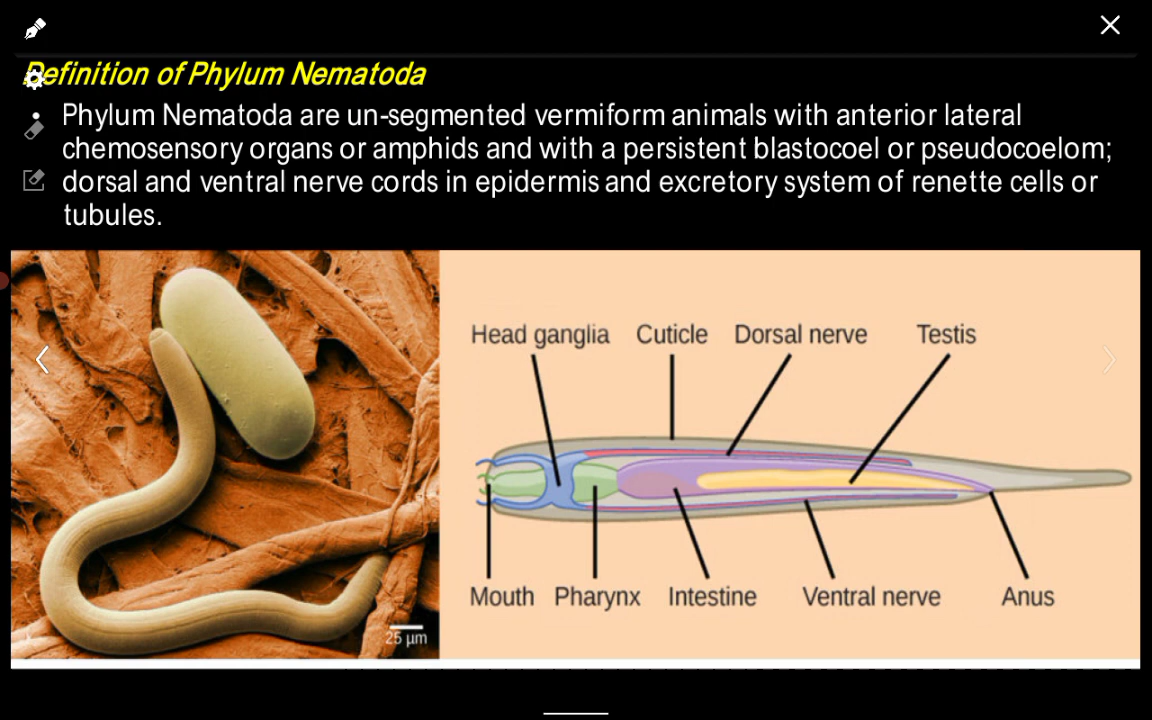 Definition of Phylum Nematoda
Phylum Nematoda are un-segmented vermiform animals with anterior lateral
chemosensory organs or amphids and with a persistent blastocoel or pseudocoelom;
dorsal and ventral nerve cords in epidermis and excretory system of renette cells or
tubules.
Head ganglia Cuticle Dorsal nerve Testis
Mouth Pharynx Intestine Ventral nerve Anus
25 µm